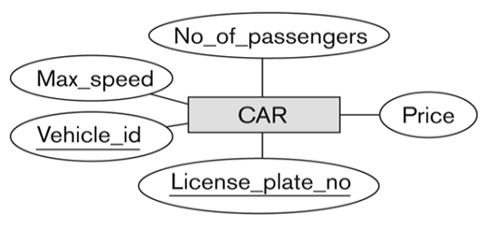 No_of_passengers
Max_speed
CAR
Price
Vehicle_id
License_plate_no